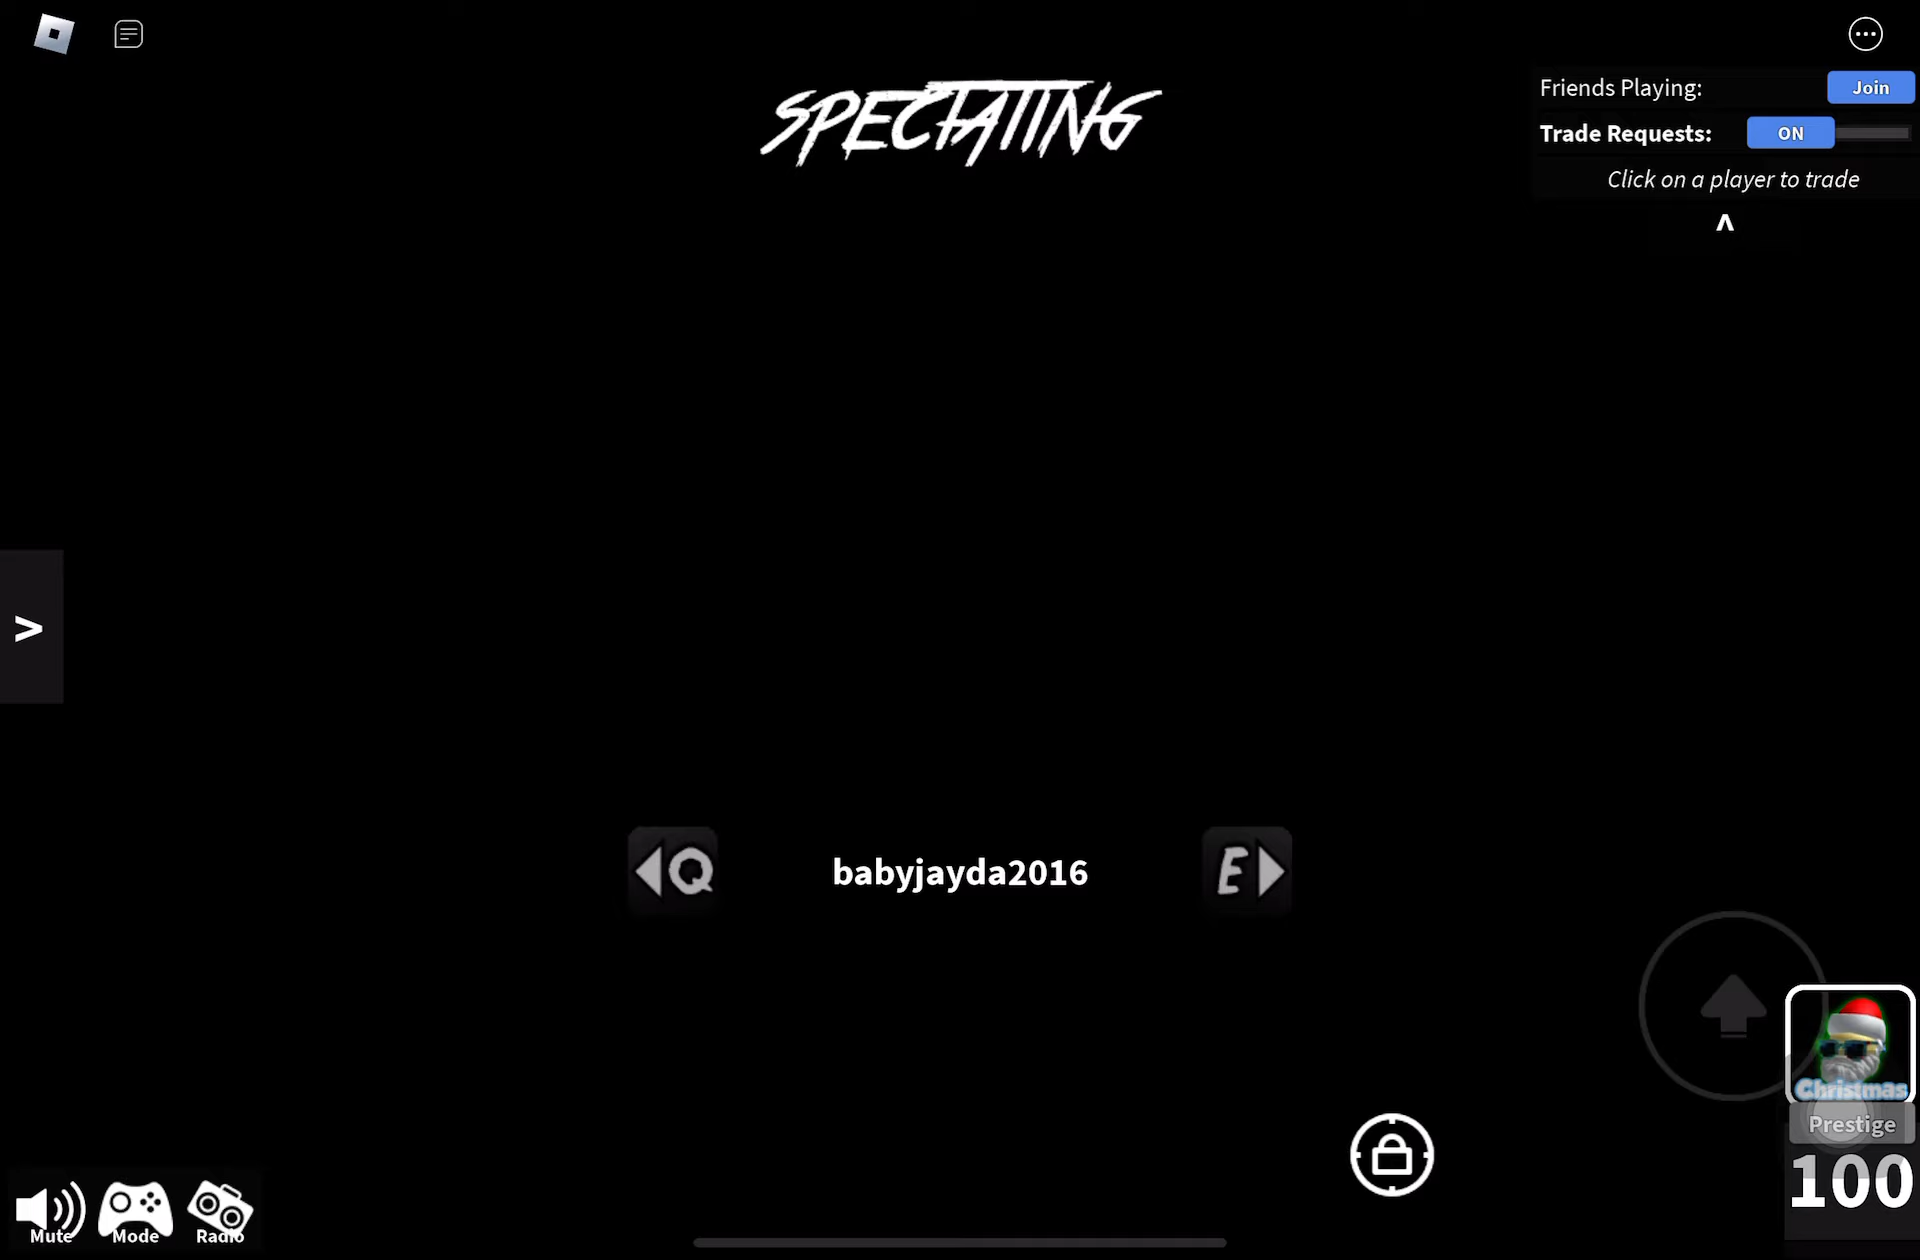 SPECTATING
Friends Playing:
Join
Trade Requests:
ON
Click on a player to trade
^
>
Q
babyjayda2016
E
Christmas
Prestige
100
Mute
Mode
Radio